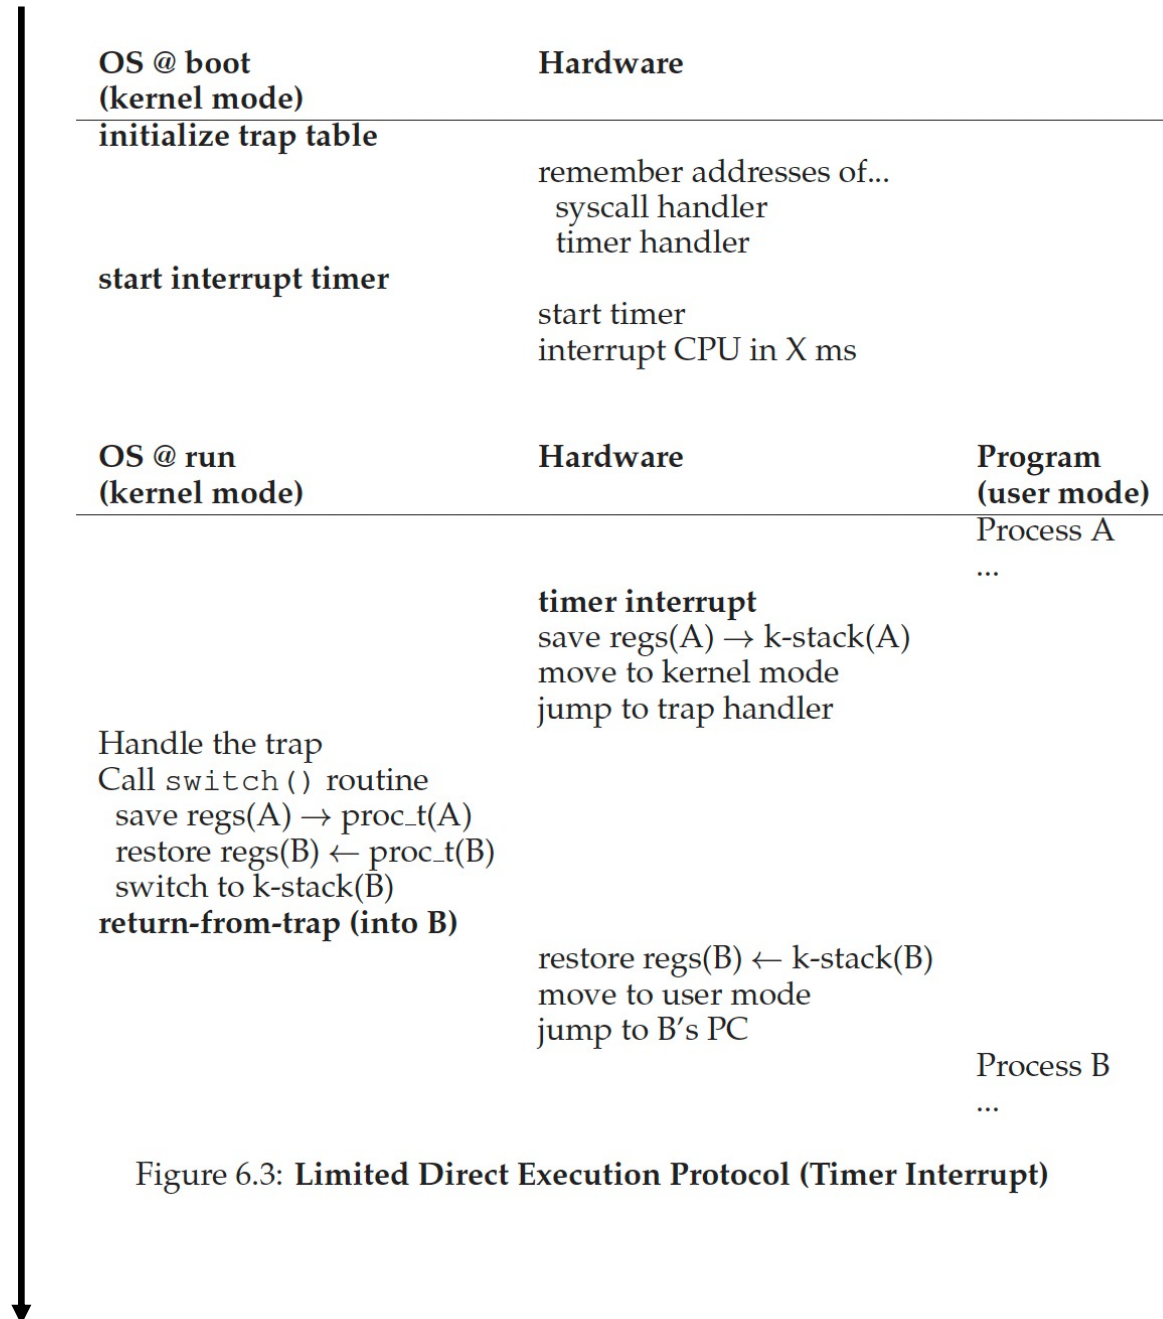 OS @ boot Hardware
(kernel mode)
initialize trap table
remember addresses of...
syscall handler
timer handler
start interrupt timer
start timer
interrupt CPU in X ms
OS @ run Hardware Program
(kernel mode) (user mode)
Process A
...
timer interrupt
save regs(A) → k-stack(A)
move to kernel mode
jump to trap handler
Handle the trap
Call switch() routine
save regs(A) → proc_t(A)
restore regs(B) ← proc_t(B)
switch to k-stack(B)
return-from-trap (into B)
restore regs(B) ← k-stack(B)
move to user mode
jump to B's PC
Process B
...
Figure 6.3: Limited Direct Execution Protocol (Timer Interrupt)